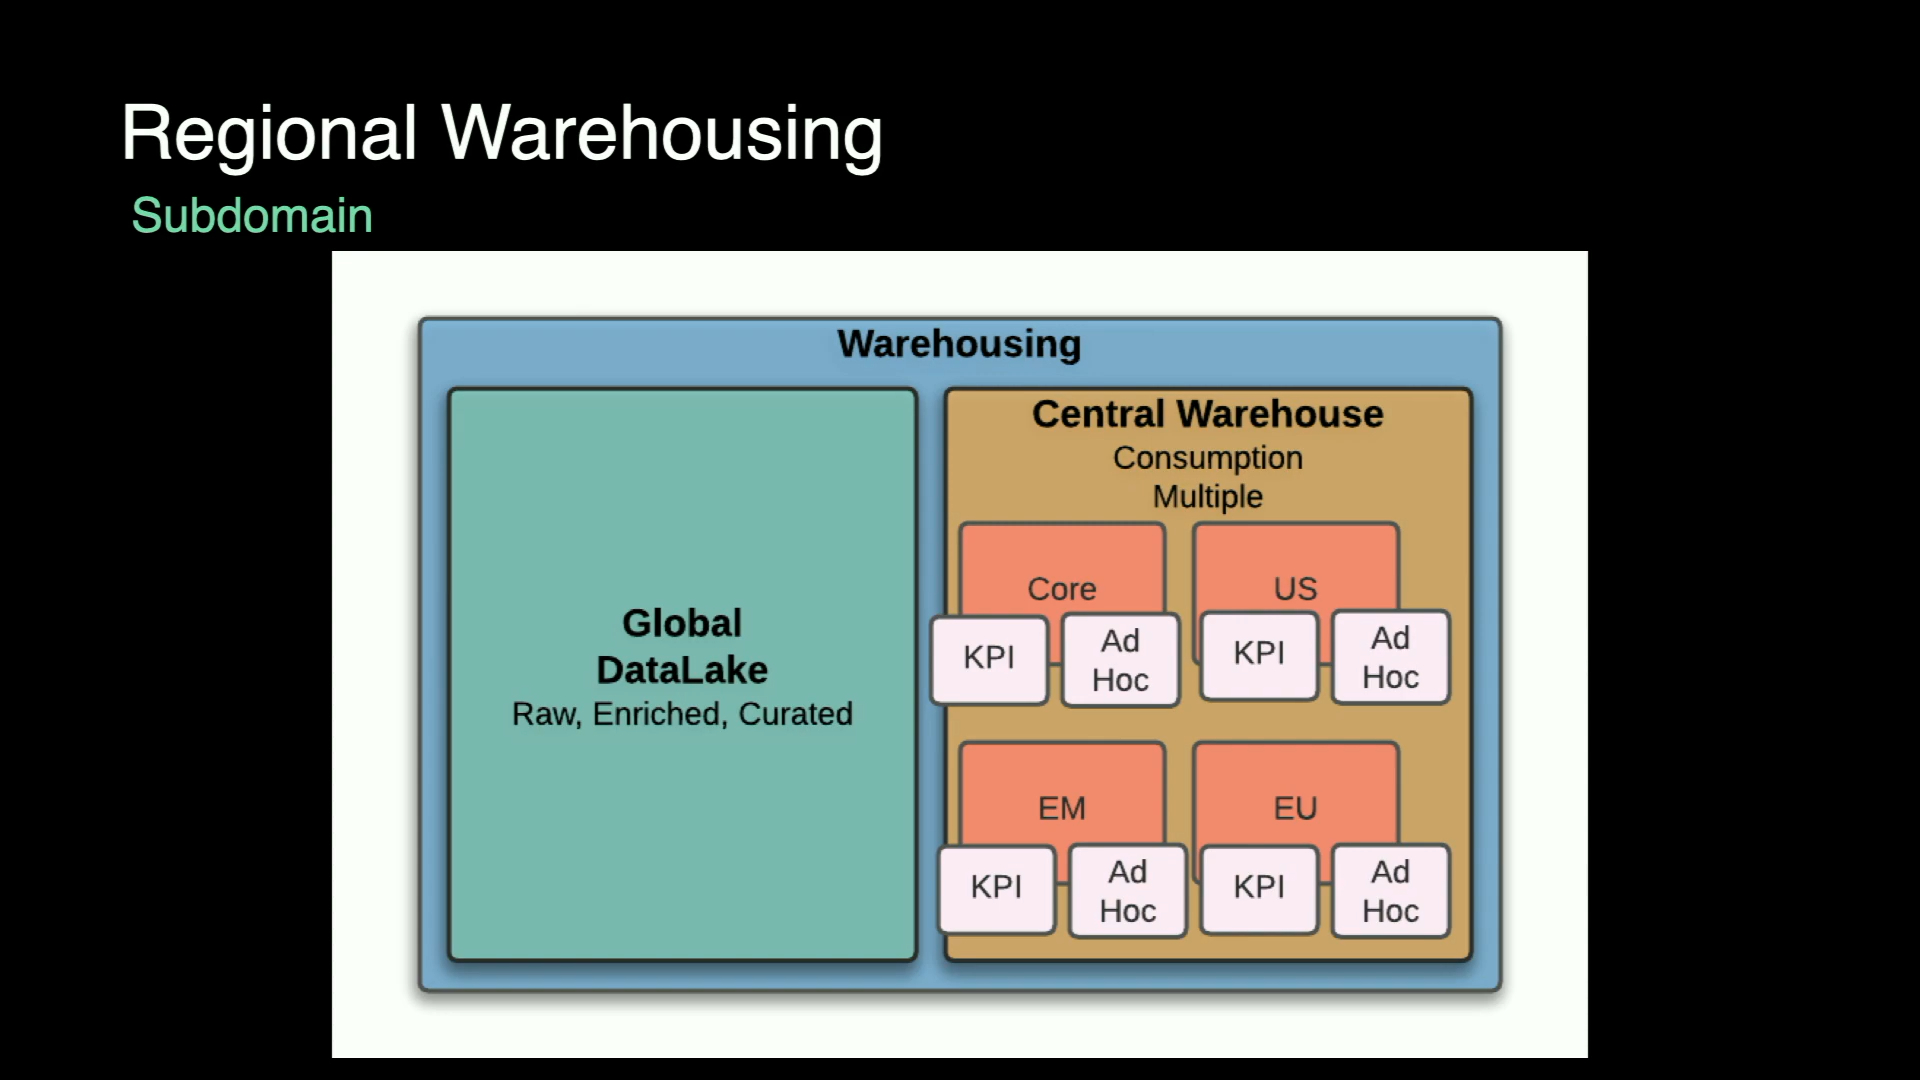 Regional Warehousing
Subdomain
Warehousing
Global
DataLake
Raw, Enriched, Curated
Central Warehouse
Consumption
Multiple
Core
KPI
Ad
Hoc
US
KPI
Ad
Hoc
EM
KPI
Ad
Hoc
EU
KPI
Ad
Hoc